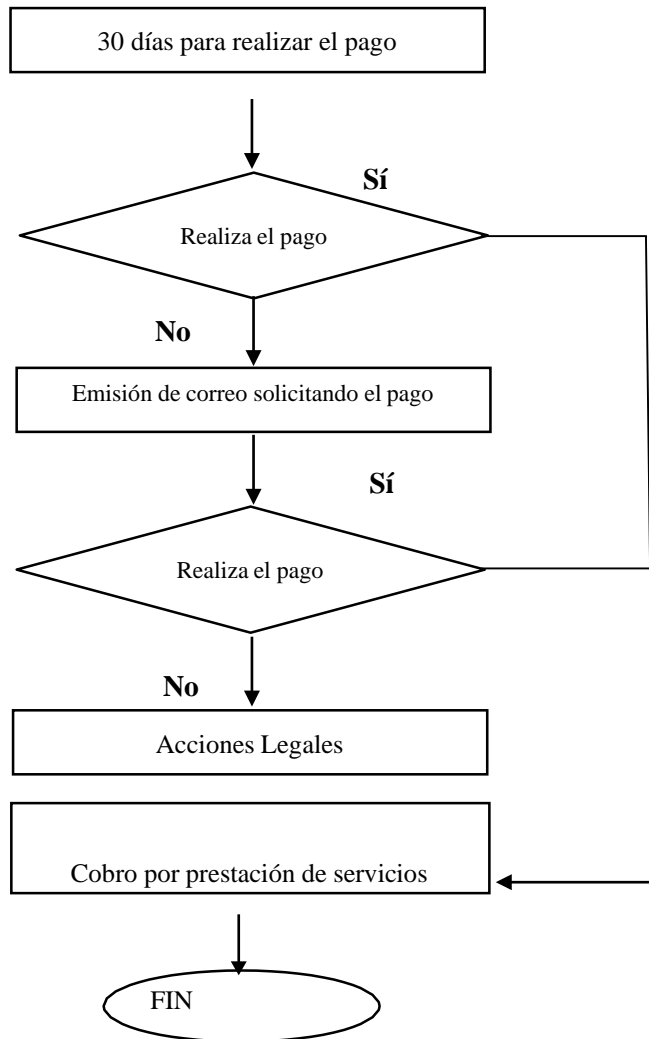 30 días para realizar el pago
Sí
Realiza el pago
No
Emisión de correo solicitando el pago
Sí
Realiza el pago
No
Acciones Legales
Cobro por prestación de servicios
FIN